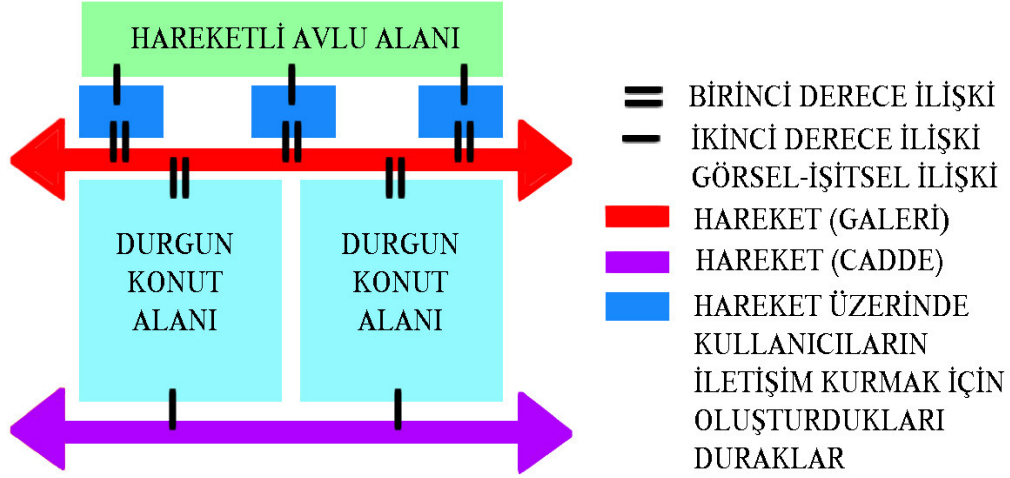 HAREKETLİ AVLU ALANI
DURGUN
KONUT
ALANI
DURGUN
KONUT
ALANI
BİRİNCİ DERECE İLİŞKİ
İKİNCİ DERECE İLİŞKİ
GÖRSEL-İŞİTSEL İLİŞKİ
HAREKET (GALERİ)
HAREKET (CADDE)
HAREKET ÜZERİNDE
KULLANICILARIN
İLETİŞİM KURMAK İÇİN
OLUŞTURDUKLARI
DURAKLAR